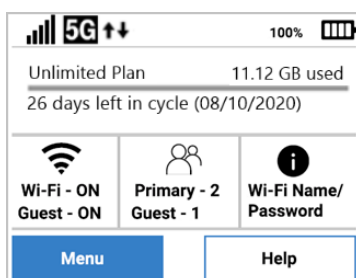 5G 100%
Unlimited Plan 11.12 GB used
26 days left in cycle (08/10/2020)
Wi-Fi - ON
Guest - ON
Primary - 2
Guest - 1
Wi-Fi Name/
Password
Menu Help